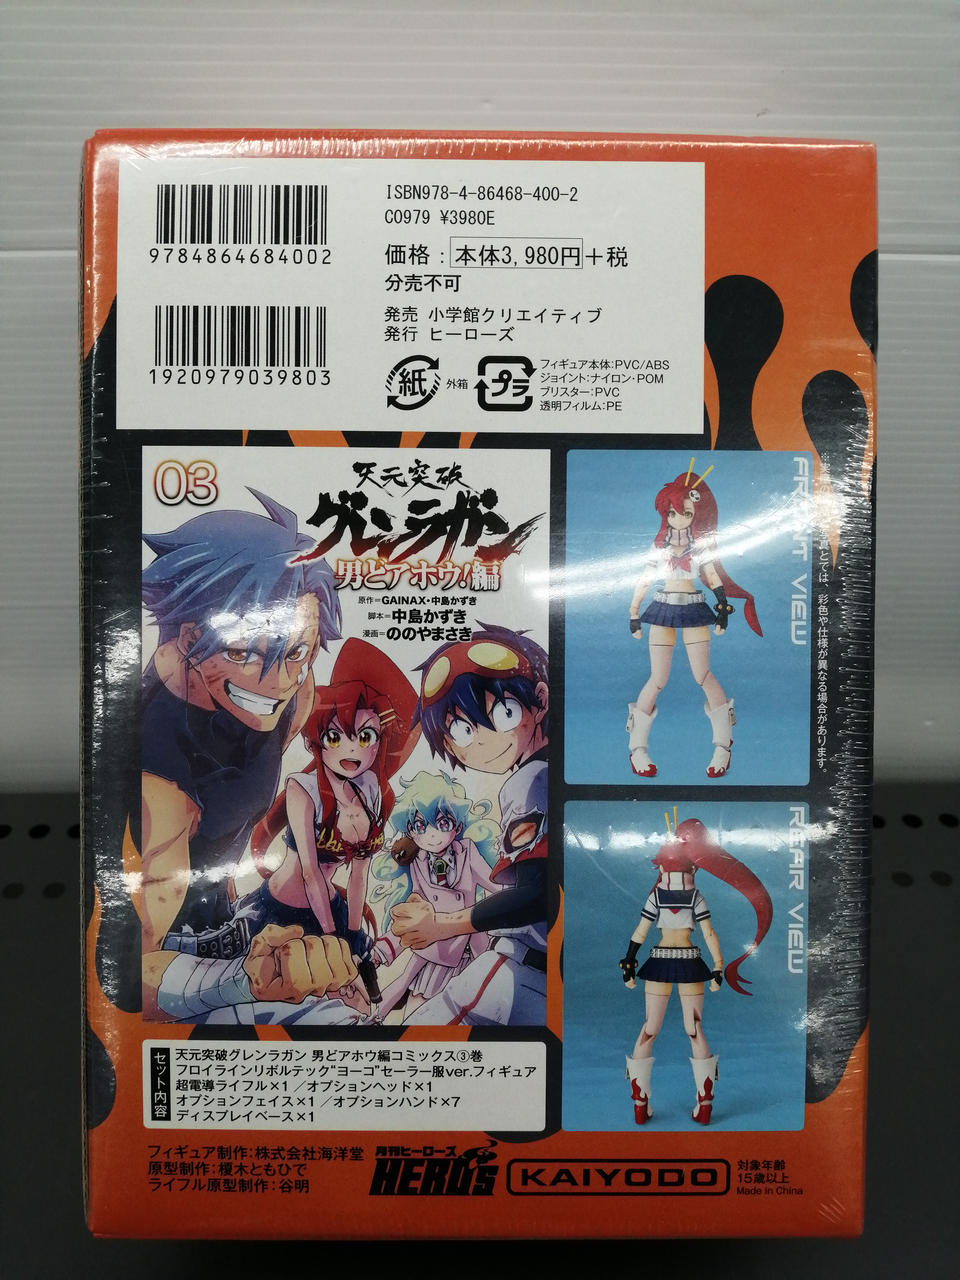 ISBN978-4-86468-400-2
C0979 ¥3980E
9784864684002
価格：本体3,980円＋税
分売不可
発売 小学館クリエイティブ
発行 ヒーローズ
1920979039803
紙
外箱
プラ
フィギュア本体：PVC/ABS
ジョイント：ナイロン・POM
ブリスター：PVC
透明フィルム：PE
03
天元突破
グレンラガン
男どアホウ！編
原作＝GAINAX・中島かずき
脚本＝中島かずき
漫画＝ののやまさき
FRONT VIEW
とでは、彩色や仕様が異なる場合があります。
REAR VIEW
セット内容
天元突破グレンラガン 男どアホウ編コミックス③巻
フロイラインリボルテック“ヨーコ”セーラー服ver.フィギュア
超電導ライフル×1 ／オプションヘッド×1
オプションフェイス×1 ／オプションハンド×7
ディスプレイベース×1
フィギュア制作：株式会社海洋堂
原型制作：榎木ともひで
ライフル原型制作：谷明
月刊ヒーローズ
HERO's
KAIYODO
対象年齢
15歳以上
Made in China